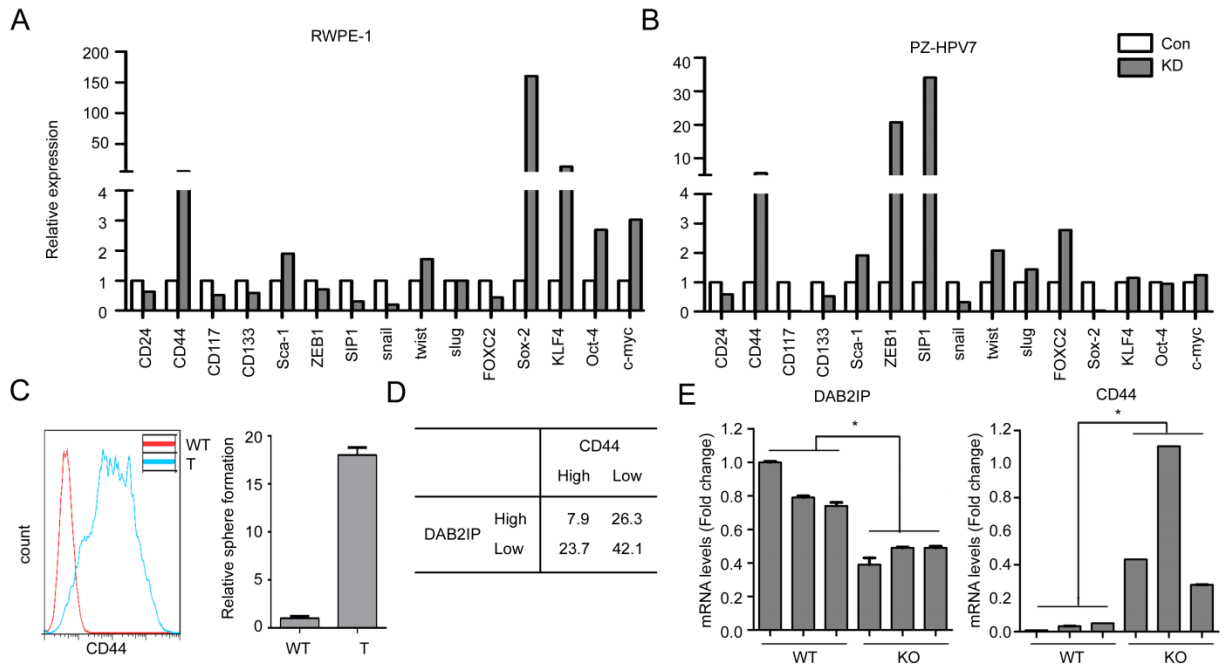 A
RWPE-1
Relative expression
200
150
100
50
4
3
2
1
0
CD24
CD44
CD117
CD133
Sca-1
ZEB1
SIP1
snail
twist
slug
FOXC2
Sox-2
KLF4
Oct-4
c-myc
B
PZ-HPV7
Con
KD
40
30
20
10
4
3
2
1
0
CD24
CD44
CD117
CD133
Sca-1
ZEB1
SIP1
snail
twist
slug
FOXC2
Sox-2
KLF4
Oct-4
c-myc
C
WT
T
count
CD44
Relative sphere formation
20
15
10
5
0
WT T
D
CD44
High Low
DAB2IP
High 7.9 26.3
Low 23.7 42.1
E
DAB2IP
mRNA levels (Fold change)
1.2
1.0
0.8
0.6
0.4
0.2
0.0
*
WT KO
CD44
mRNA levels (Fold change)
1.2
1.0
0.8
0.6
0.4
0.2
0.0
*
WT KO